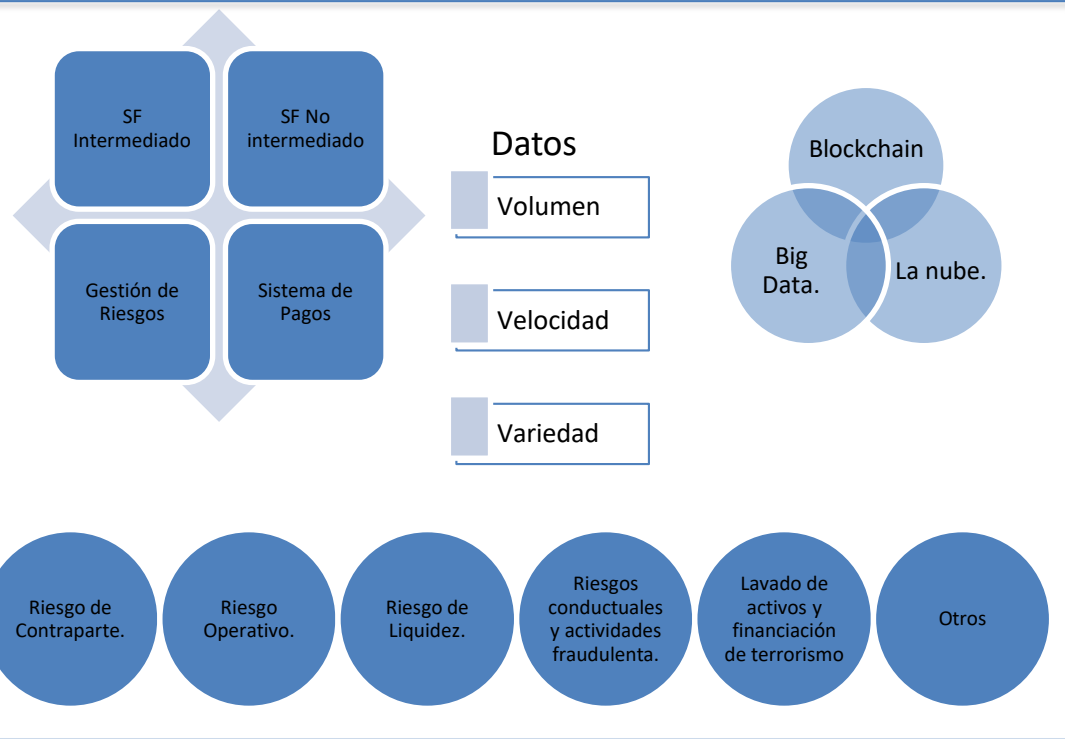 SF
Intermediado
SF No
intermediado
Gestión de
Riesgos
Sistema de
Pagos
Datos
Volumen
Velocidad
Variedad
Blockchain
Big
Data.
La nube.
Riesgo de
Contraparte.
Riesgo
Operativo.
Riesgo de
Liquidez.
Riesgos
conductuales
y actividades
fraudulenta.
Lavado de
activos y
financiación
de terrorismo
Otros